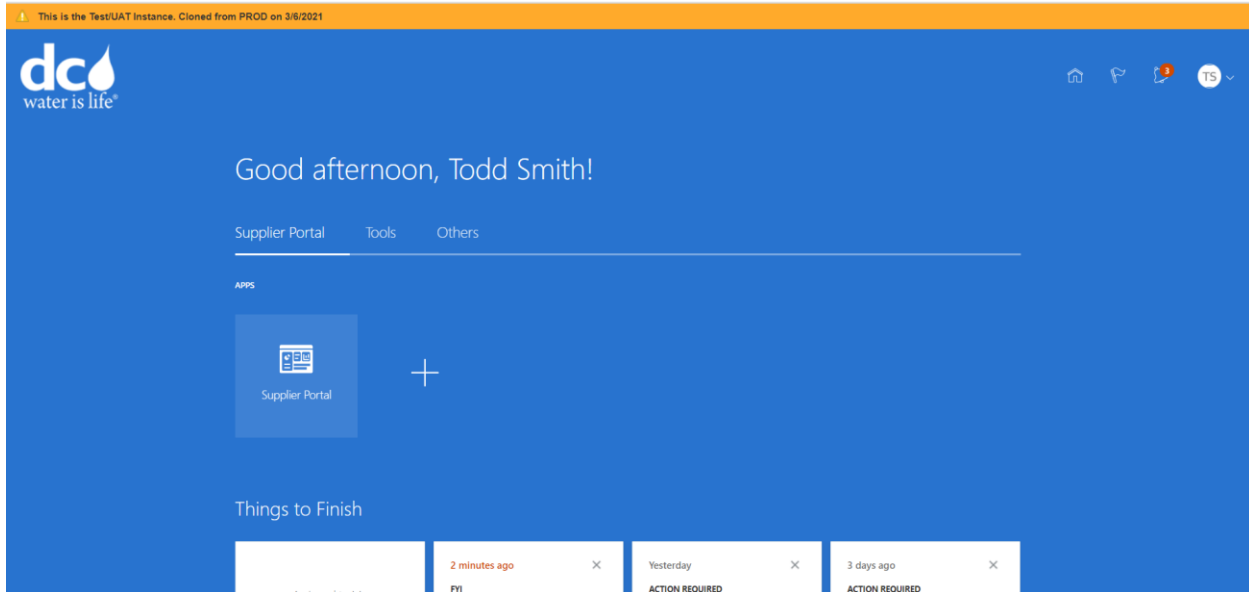 This is the Test/UAT Instance. Cloned from PROD on 3/6/2021
dc
water is life®
3
TS
Good afternoon, Todd Smith!
Supplier Portal Tools Others
APPS
Supplier Portal
Things to Finish
2 minutes ago Yesterday 3 days ago
FYI ACTION REQUIRED ACTION REQUIRED